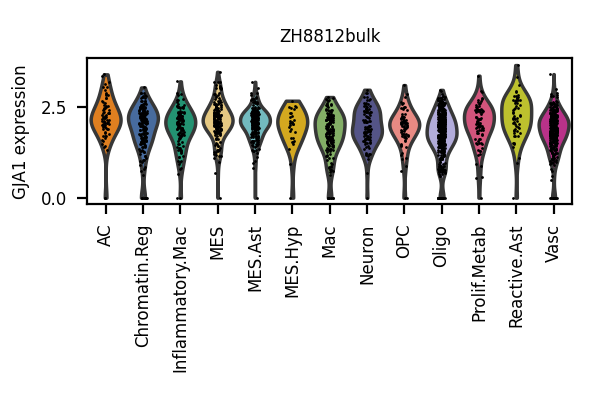 ZH8812bulk
GJA1 expression
2.5
0.0
AC
Chromatin.Reg
Inflammatory.Mac
MES
MES.Ast
MES.Hyp
Mac
Neuron
OPC
Oligo
Prolif.Metab
Reactive.Ast
Vasc